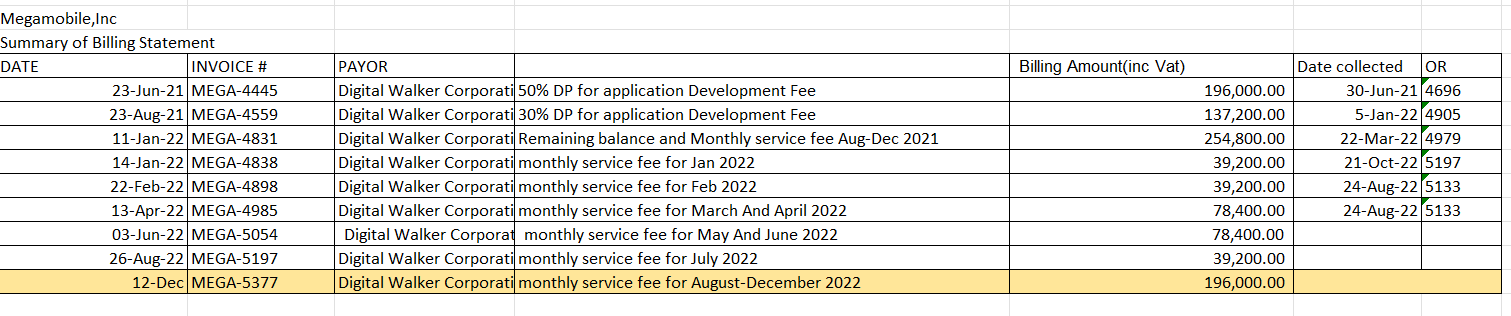 Megamobile,Inc
Summary of Billing Statement
DATE INVOICE # PAYOR Billing Amount(inc Vat) Date collected OR
23-Jun-21 MEGA-4445 Digital Walker Corporati 50% DP for application Development Fee 196,000.00 30-Jun-21 4696
23-Aug-21 MEGA-4559 Digital Walker Corporati 30% DP for application Development Fee 137,200.00 5-Jan-22 4905
11-Jan-22 MEGA-4831 Digital Walker Corporati Remaining balance and Monthly service fee Aug-Dec 2021 254,800.00 22-Mar-22 4979
14-Jan-22 MEGA-4838 Digital Walker Corporati monthly service fee for Jan 2022 39,200.00 21-Oct-22 5197
22-Feb-22 MEGA-4898 Digital Walker Corporati monthly service fee for Feb 2022 39,200.00 24-Aug-22 5133
13-Apr-22 MEGA-4985 Digital Walker Corporati monthly service fee for March And April 2022 78,400.00 24-Aug-22 5133
03-Jun-22 MEGA-5054 Digital Walker Corporat monthly service fee for May And June 2022 78,400.00
26-Aug-22 MEGA-5197 Digital Walker Corporati monthly service fee for July 2022 39,200.00
12-Dec MEGA-5377 Digital Walker Corporati monthly service fee for August-December 2022 196,000.00